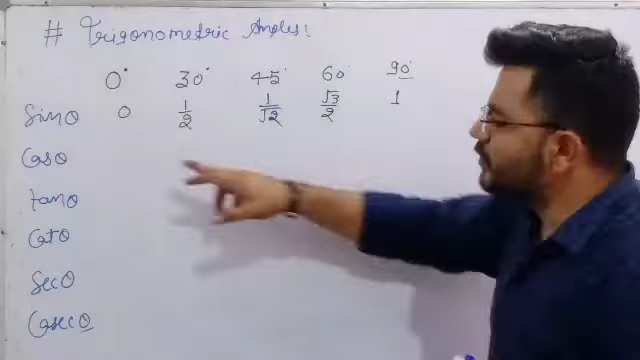 # Trigonometric Angles:
0° 30° 45° 60° 90°
Sinθ 0 1/2 1/√2 √3/2 1
Cosθ
tanθ
Cotθ
Secθ
Cosecθ